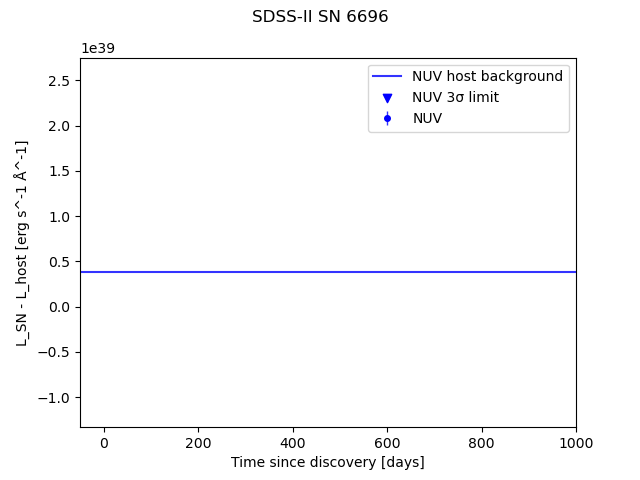 SDSS-II SN 6696
1e39
NUV host background
NUV 3σ limit
NUV
2.5
2.0
1.5
1.0
0.5
0.0
−0.5
−1.0
L_SN - L_host [erg s^-1 Å^-1]
0 200 400 600 800 1000
Time since discovery [days]